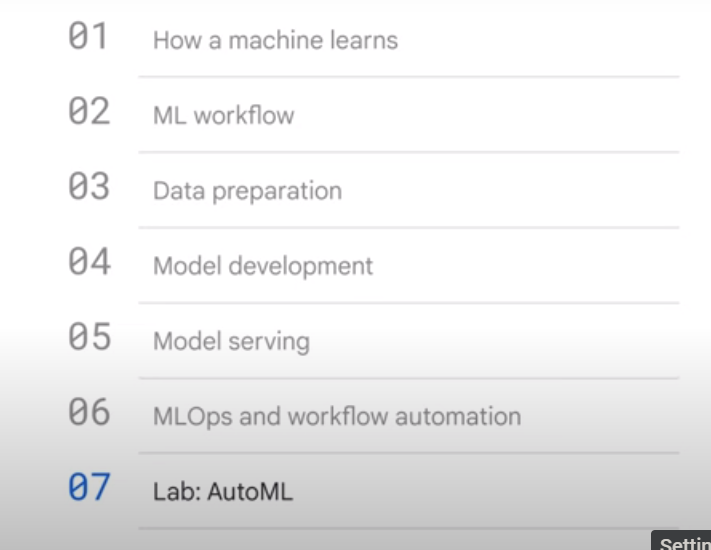 01 How a machine learns
02 ML workflow
03 Data preparation
04 Model development
05 Model serving
06 MLOps and workflow automation
07 Lab: AutoML